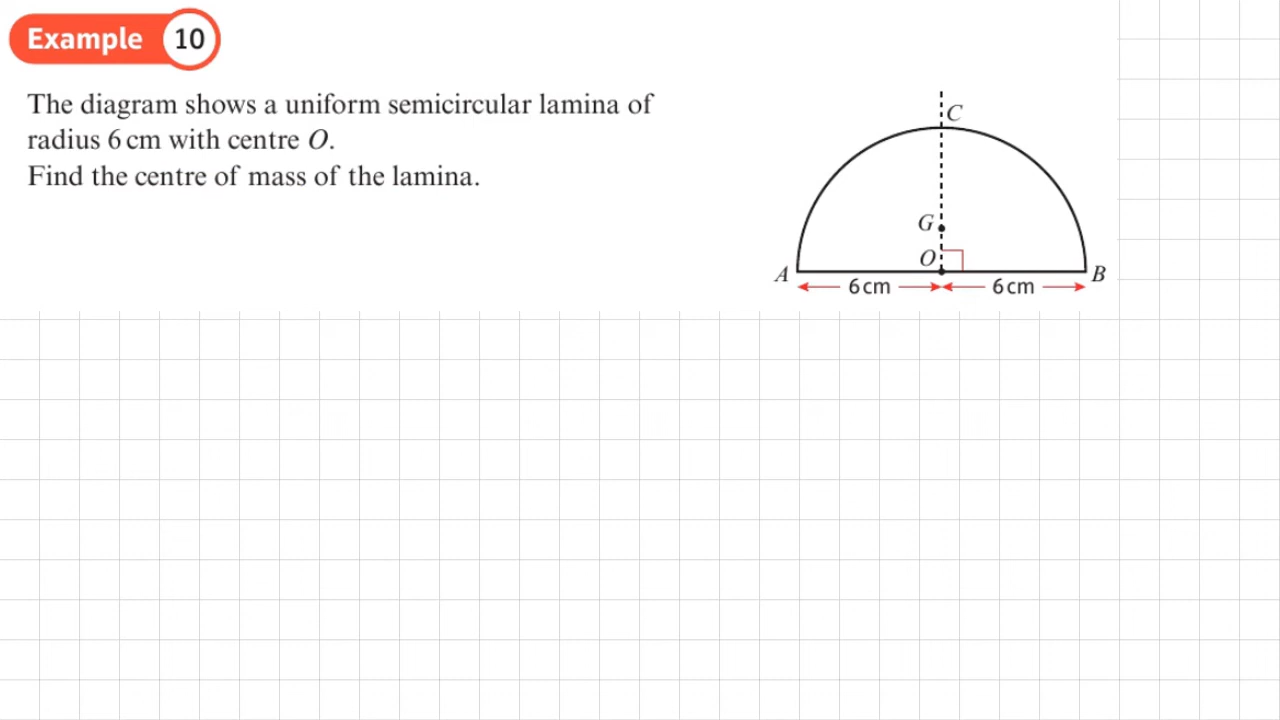 Example 10
The diagram shows a uniform semicircular lamina of
radius 6 cm with centre O.
Find the centre of mass of the lamina.
C
G
O
A
B
6 cm
6 cm